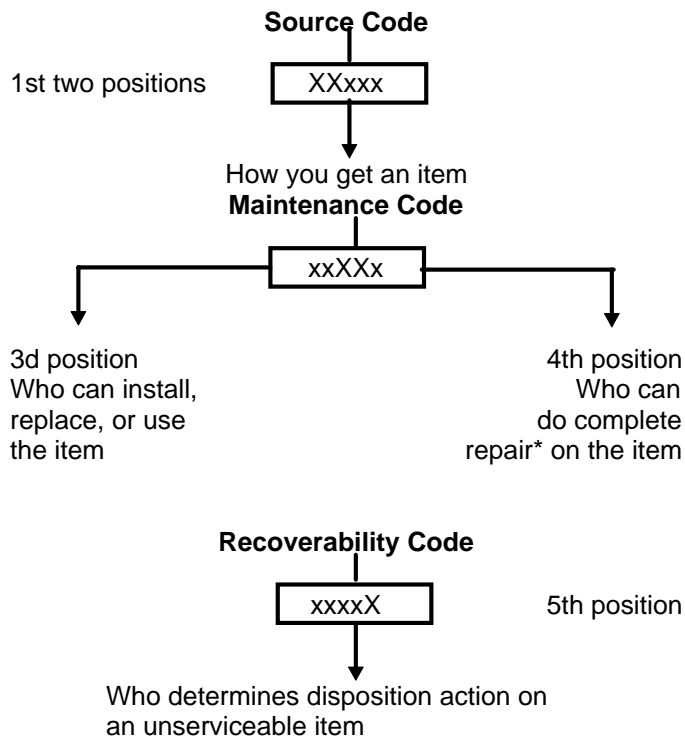 Source Code
1st two positions
XXxxx
How you get an item
Maintenance Code
xxXXx
3d position
Who can install,
replace, or use
the item
4th position
Who can
do complete
repair* on the item
Recoverability Code
xxxxX
5th position
Who determines disposition action on
an unserviceable item